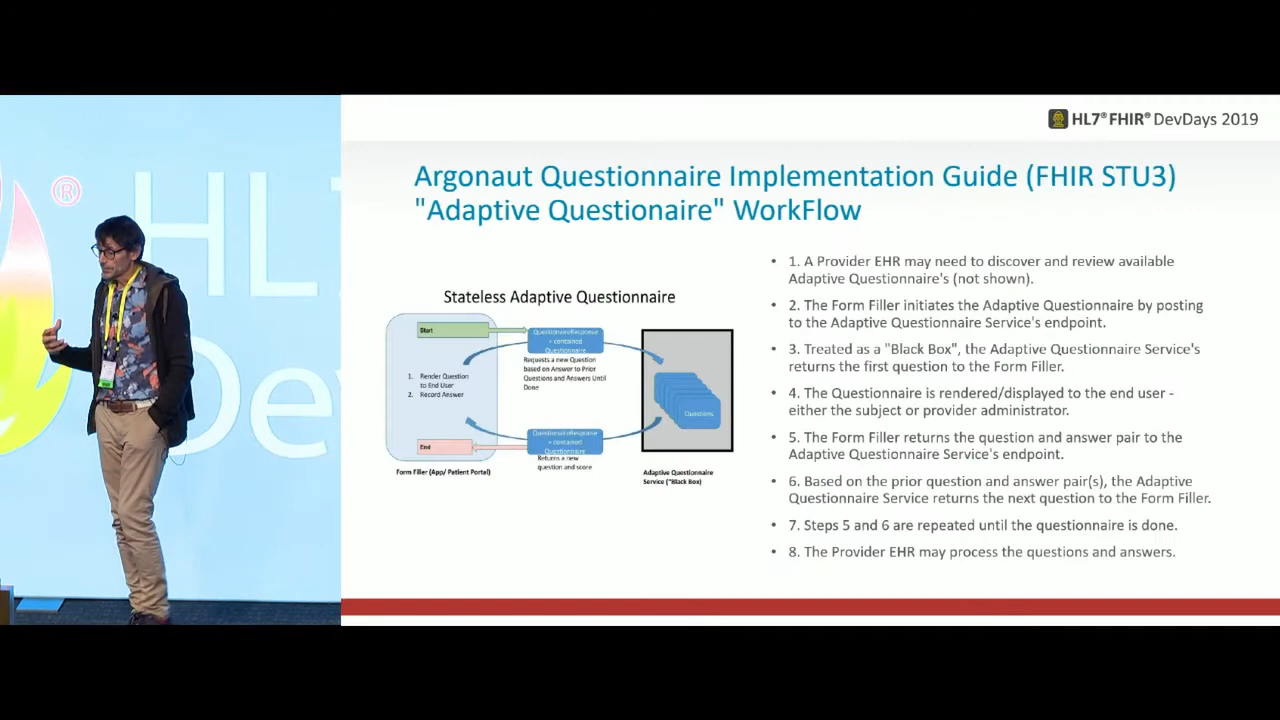 HL7® FHIR® DevDays 2019
Argonaut Questionnaire Implementation Guide (FHIR STU3)
"Adaptive Questionaire" WorkFlow
® HL7
Dev
Stateless Adaptive Questionnaire
Start
QuestionaireResponse
+ contained
Questionnaire
Requests a new Question
based on Answer to Prior
Questions and Answers Until
Done
1. Render Question
to End User
2. Record Answer
Questions
End
QuestionaireResponse
+ contained
Questionnaire
Returns a new
question and score
Form Filler (App/ Patient Portal)
Adaptive Questionnaire
Service ("Black Box)
• 1. A Provider EHR may need to discover and review available
Adaptive Questionnaire's (not shown).
• 2. The Form Filler initiates the Adaptive Questionnaire by posting
to the Adaptive Questionnaire Service's endpoint.
• 3. Treated as a "Black Box", the Adaptive Questionnaire Service's
returns the first question to the Form Filler.
• 4. The Questionnaire is rendered/displayed to the end user -
either the subject or provider administrator.
• 5. The Form Filler returns the question and answer pair to the
Adaptive Questionnaire Service's endpoint.
• 6. Based on the prior question and answer pair(s), the Adaptive
Questionnaire Service returns the next question to the Form Filler.
• 7. Steps 5 and 6 are repeated until the questionnaire is done.
• 8. The Provider EHR may process the questions and answers.